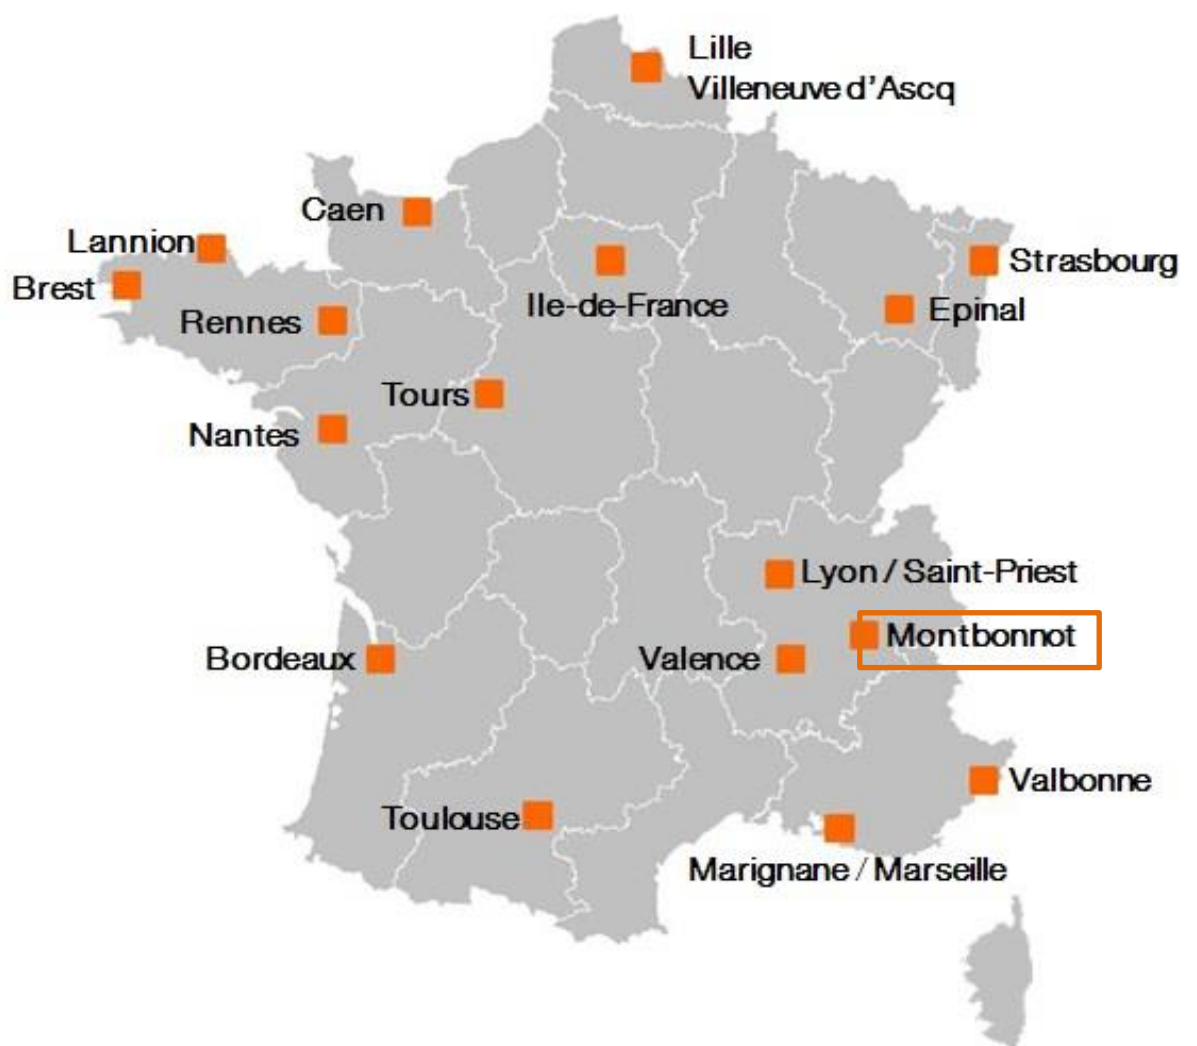 Lille
Villeneuve d'Ascq
Caen
Lannion
Strasbourg
Brest
Ile-de-France
Epinal
Rennes
Tours
Nantes
Lyon / Saint-Priest
Montbonnot
Bordeaux
Valence
Valbonne
Toulouse
Marignane / Marseille